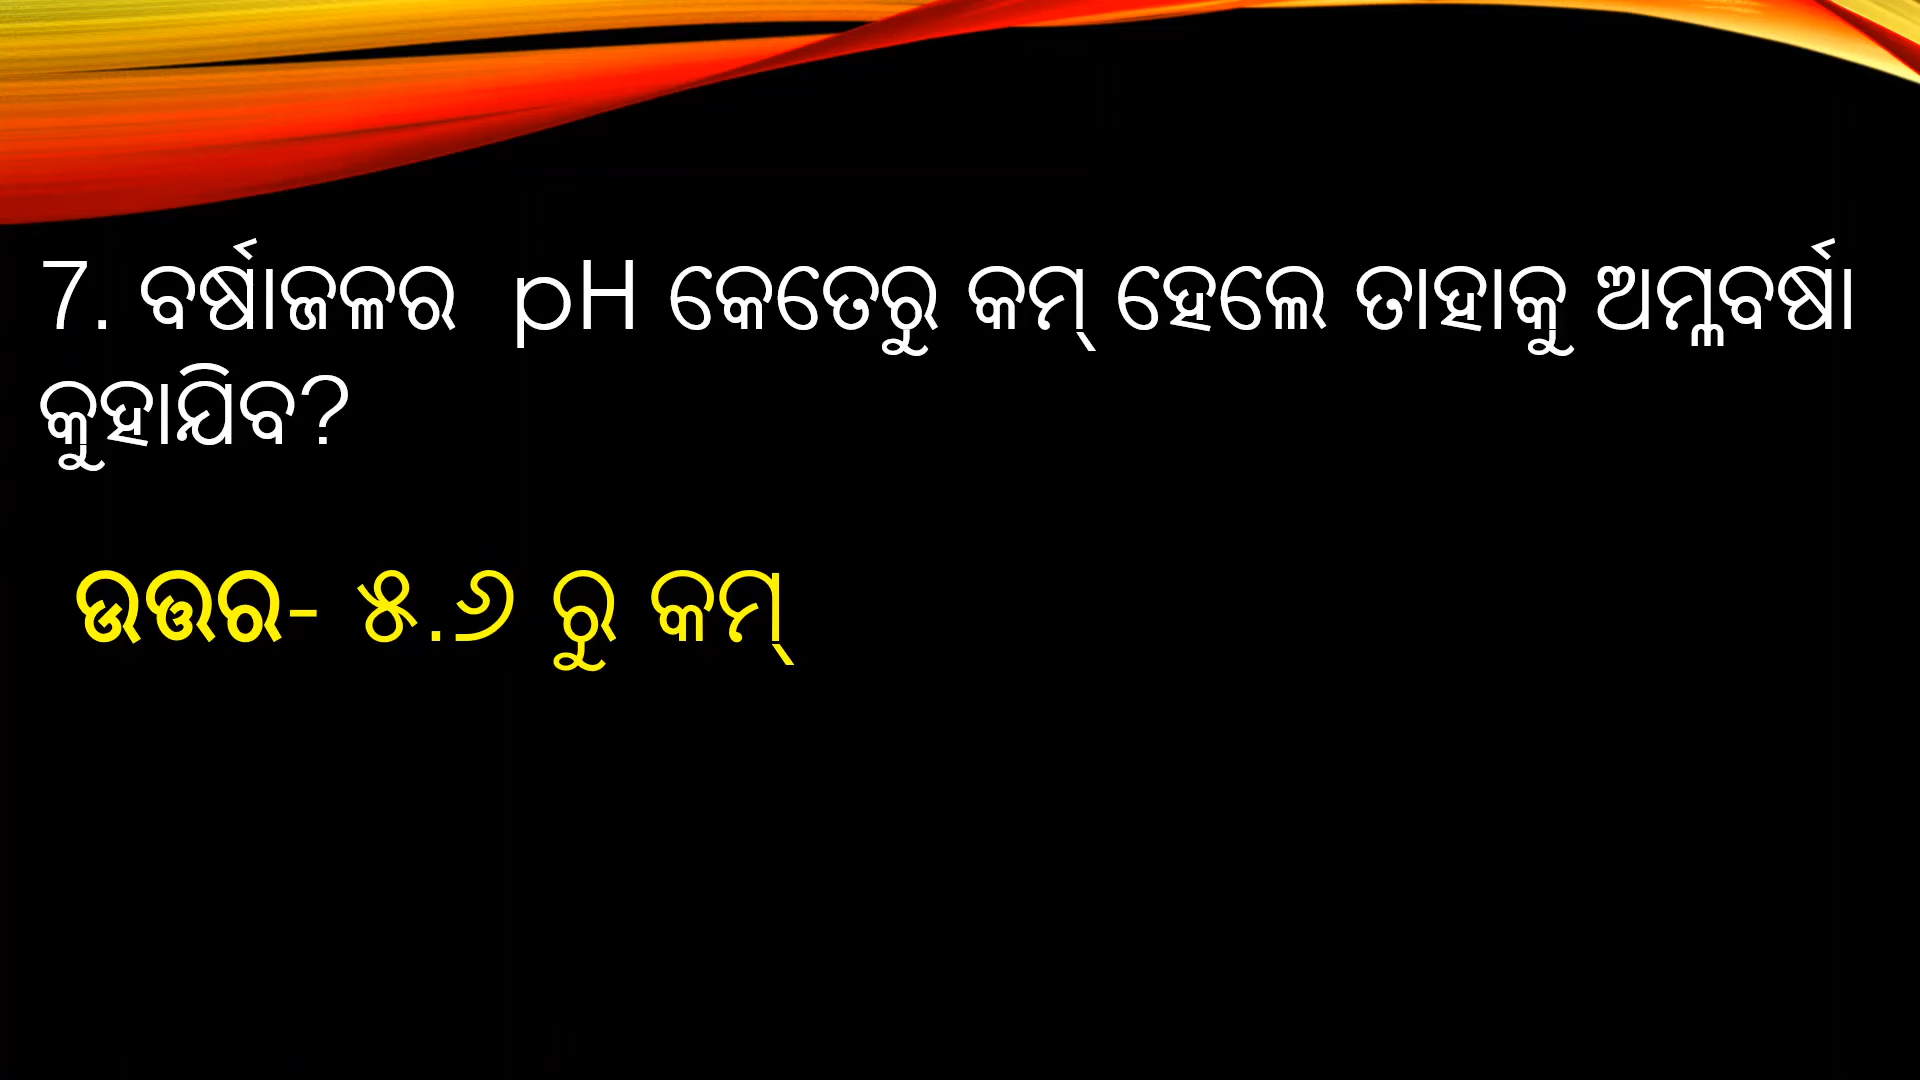 7. ବର୍ଷାଜଳର pH କେତେରୁ କମ୍ ହେଲେ ତାହାକୁ ଅମ୍ଳବର୍ଷା
କୁହାଯିବ?
ଉତ୍ତର- ୫.୬ ରୁ କମ୍